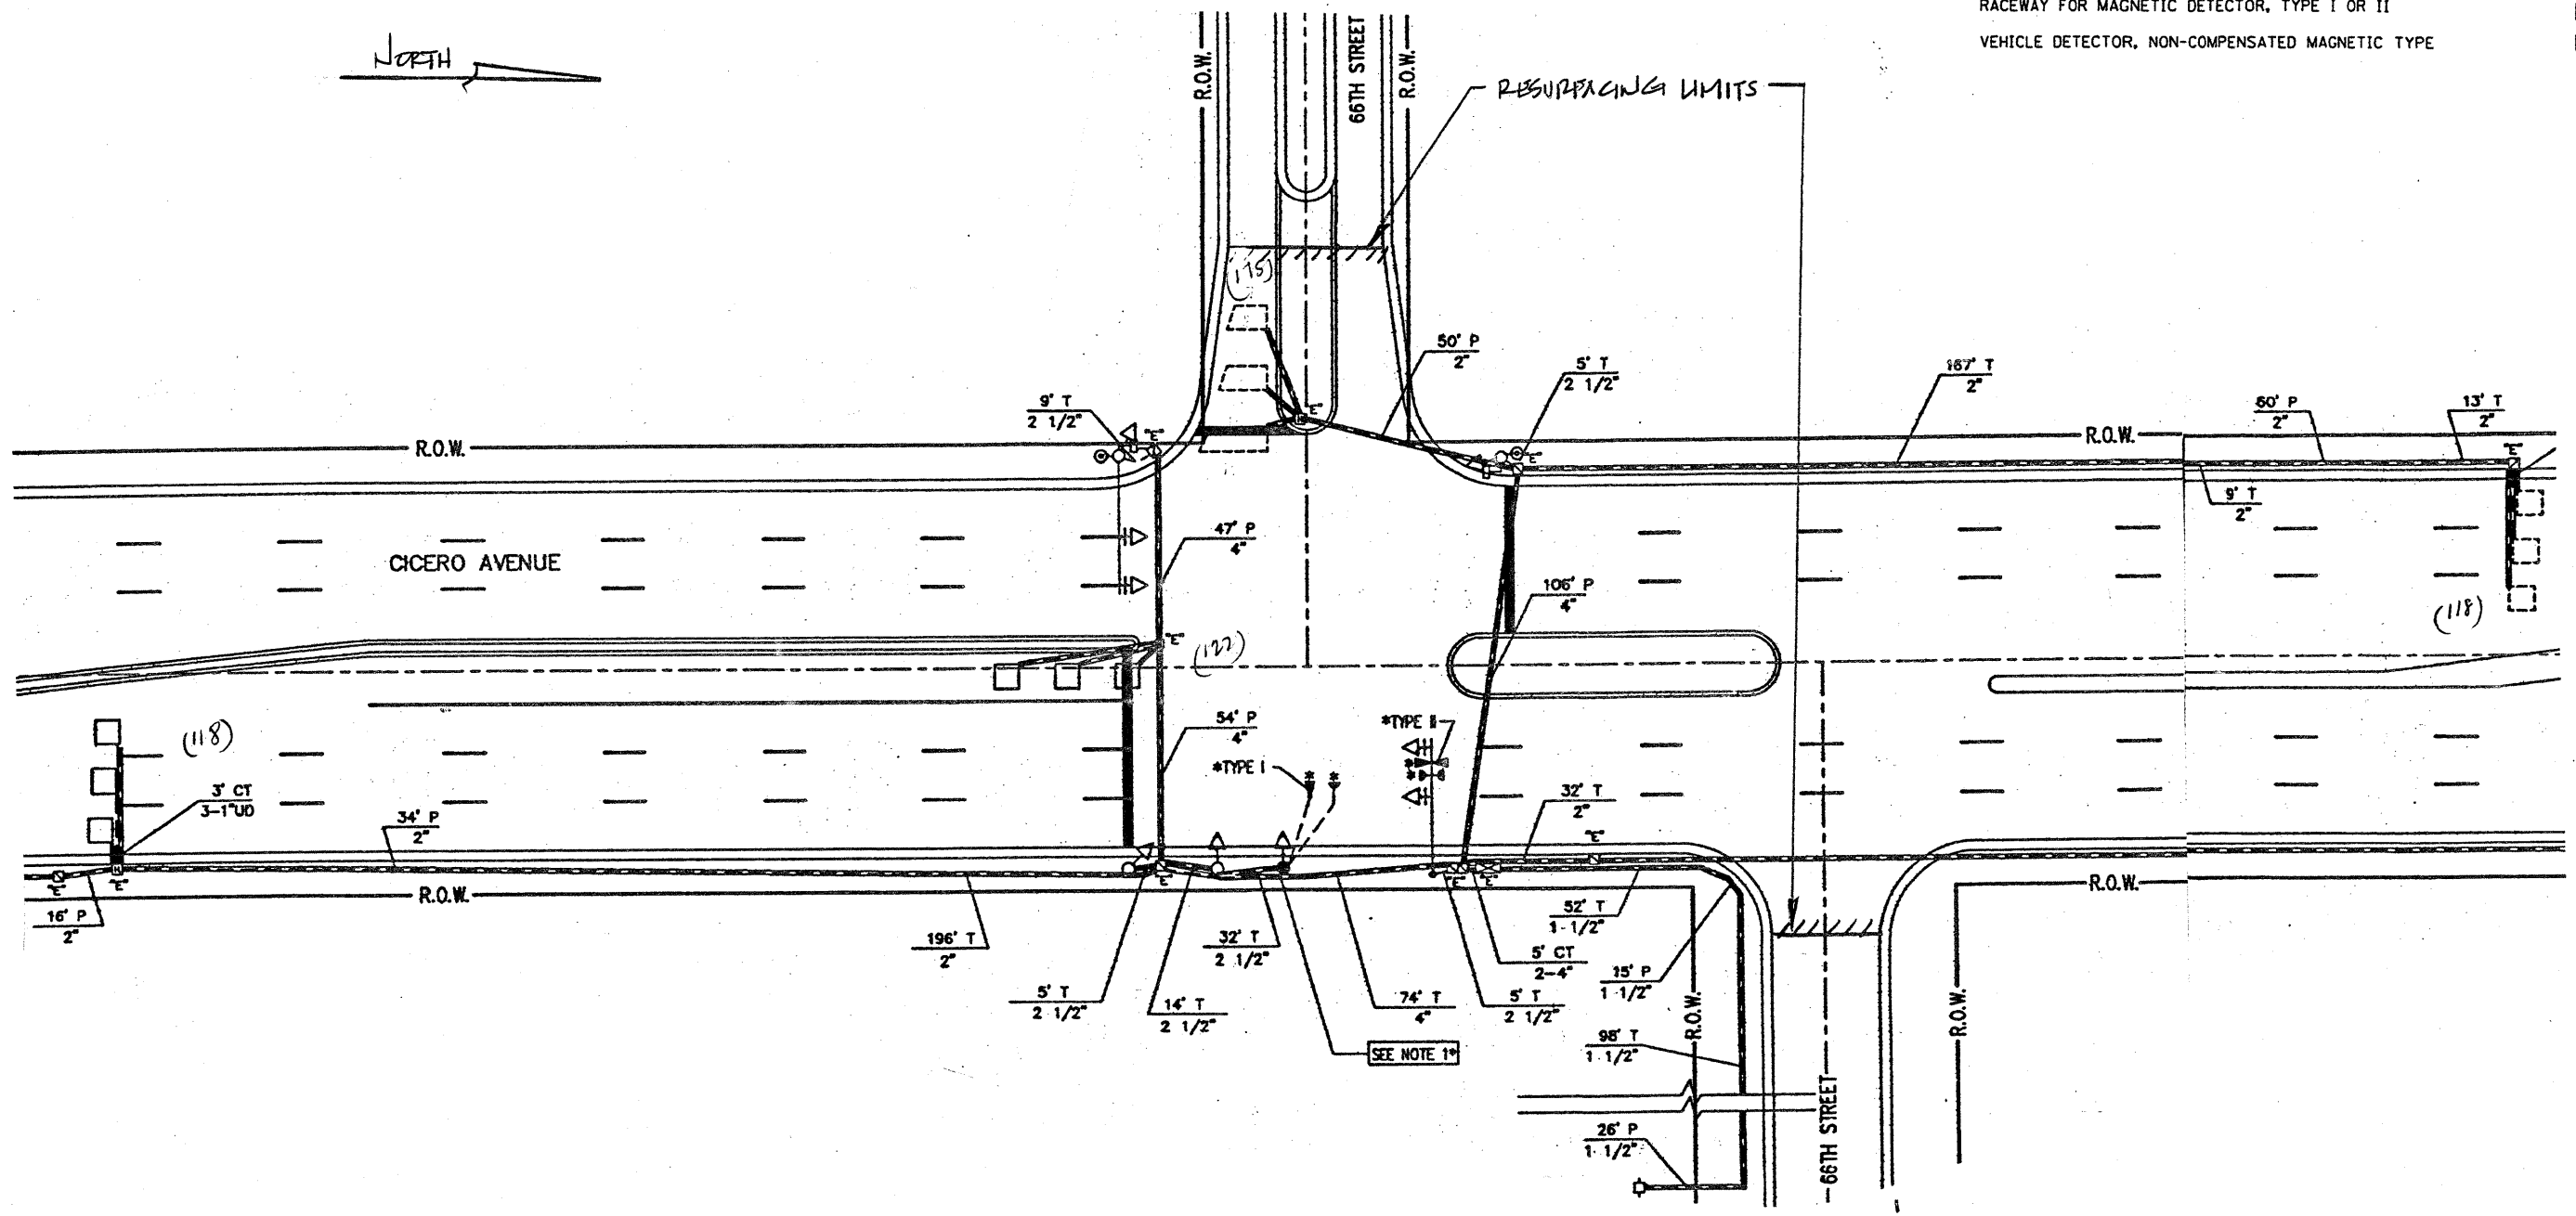 RACEWAY FOR MAGNETIC DETECTOR, TYPE I OR II
VEHICLE DETECTOR, NON-COMPENSATED MAGNETIC TYPE
NORTH
R.O.W.
66TH STREET
R.O.W.
RESURFACING LIMITS
(175)
50' P
2"
5' T
2 1/2"
167' T
2"
60' P
2"
13' T
2"
9' T
2 1/2"
"E"
"E"
R.O.W.
R.O.W.
"E"
"E"
9' T
2"
47' P
4"
CICERO AVENUE
106' P
4"
(118)
"E"
(122)
(118)
54' P
4"
*TYPE II
*TYPE I
3' CT
3-1"UD
34' P
2"
32' T
2"
"E"
"E"
"E"
"E"
"E"
"E"
R.O.W.
R.O.W.
16' P
2"
196' T
2"
32' T
2 1/2"
52' T
1 1/2"
5' CT
2-4"
15' P
1 1/2"
5' T
2 1/2"
14' T
2 1/2"
74' T
4"
5' T
2 1/2"
R.O.W.
R.O.W.
SEE NOTE 1*
98' T
1 1/2"
66TH STREET
26' P
1 1/2"